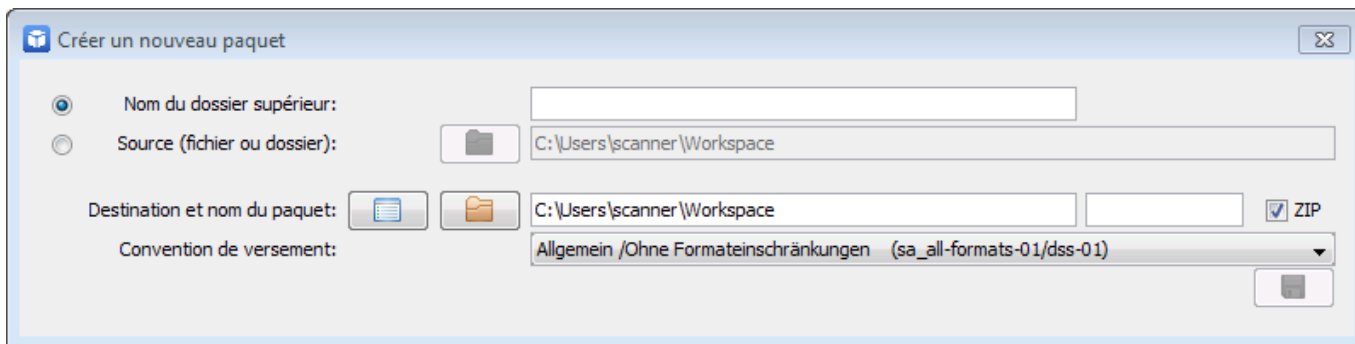 Créer un nouveau paquet
Nom du dossier supérieur:
Source (fichier ou dossier): C:\Users\scanner\Workspace
Destination et nom du paquet: C:\Users\scanner\Workspace ZIP
Convention de versement: Allgemein /Ohne Formateinschränkungen (sa_all-formats-01/dss-01)